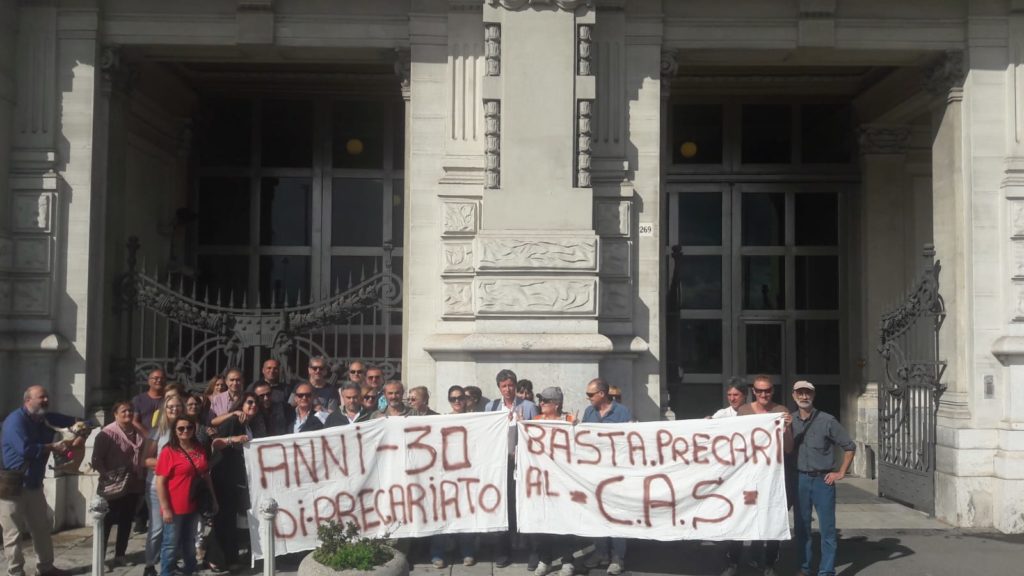 ANNI-30
DI-PRECARIATO
BASTA.PRECARI
AL -C.A.S-
269